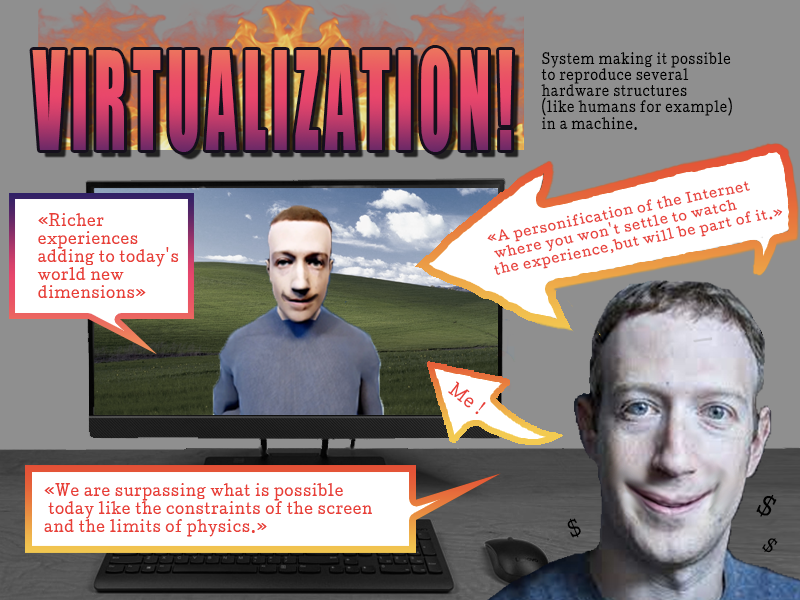 VIRTUALIZATION!
System making it possible
to reproduce several
hardware structures
(like humans for example)
in a machine.
«Richer
experiences
adding to today's
world new
dimensions»
«A personification of the Internet
where you won't settle to watch
the experience,but will be part of it.»
Me !
«We are surpassing what is possible
today like the constraints of the screen
and the limits of physics.»
$
$
$